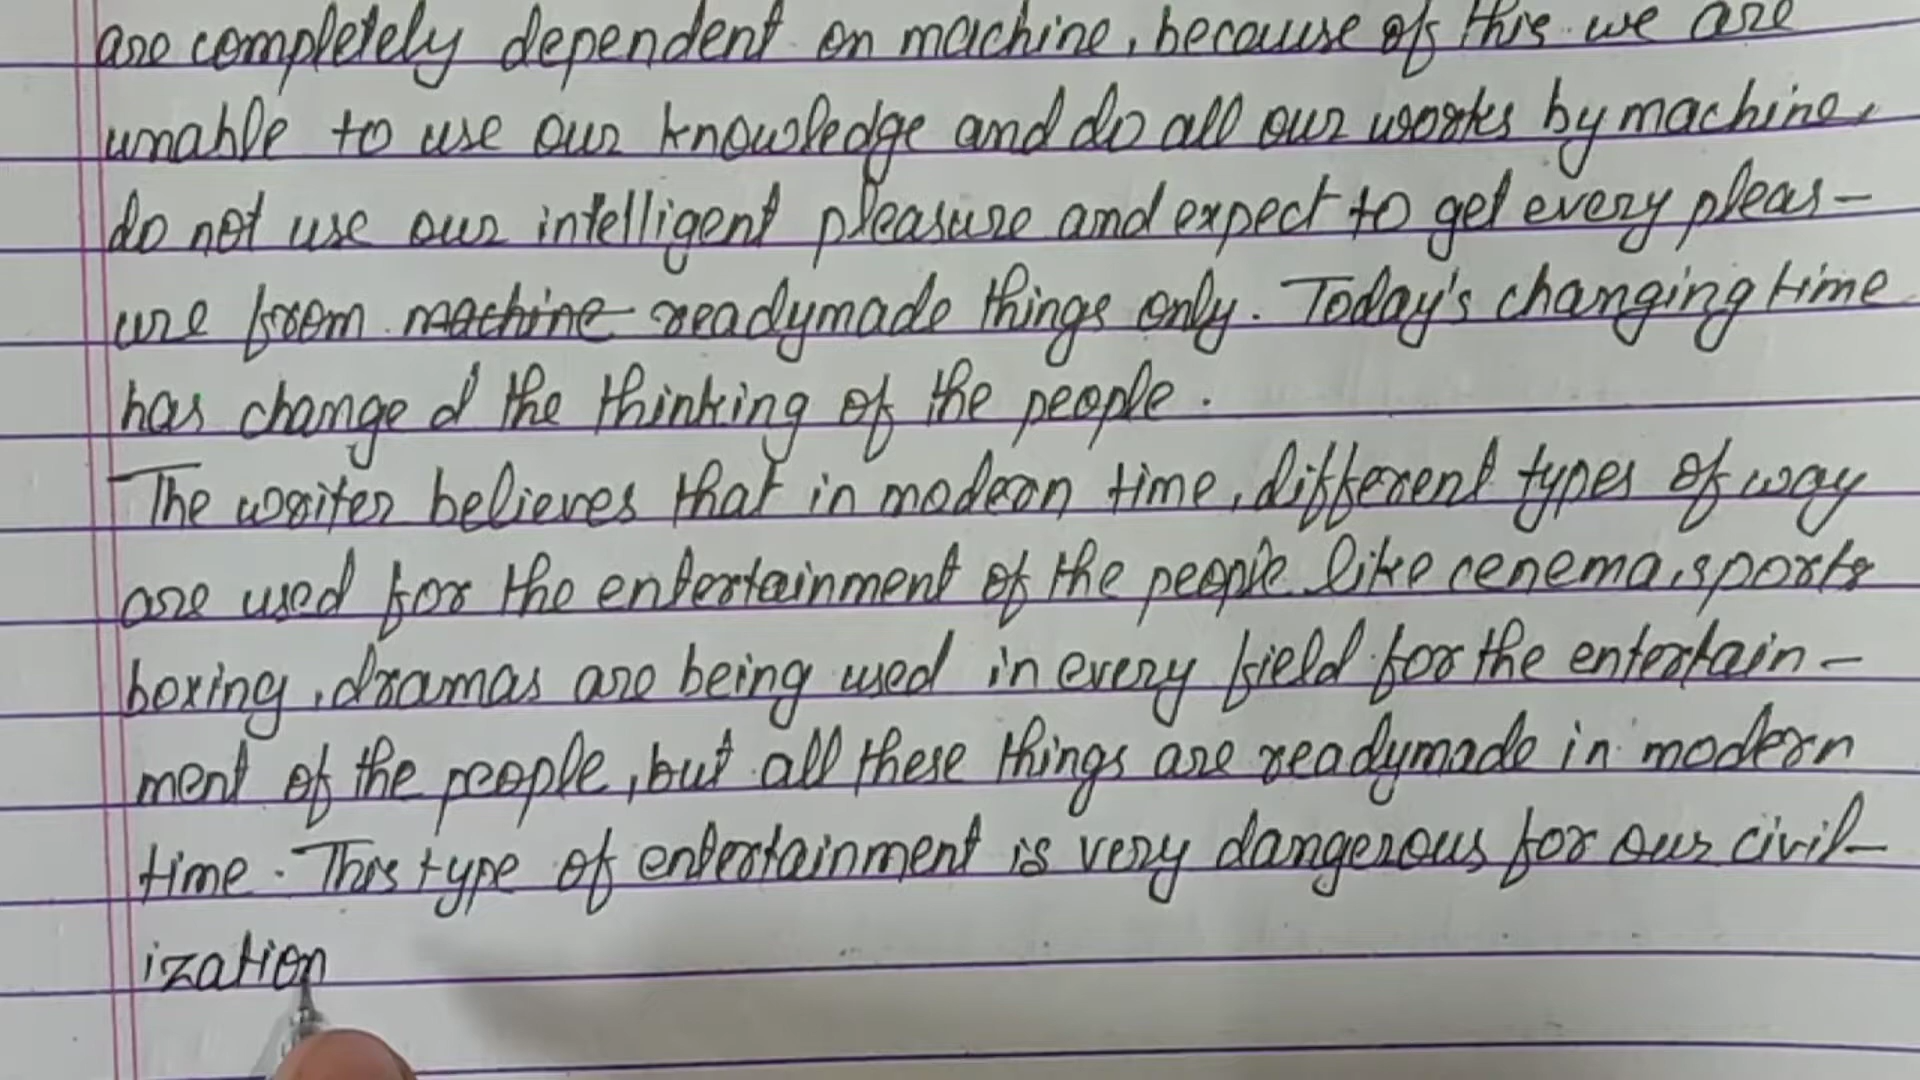 are completely dependent on machine, because of this we are
unable to use our knowledge and do all our works by machine,
do not use our intelligent pleasure and expect to get every pleas-
ure from machine readymade things only. Today's changing time
has changed the thinking of the people.
The writer believes that in modern time, different types of way
are used for the entertainment of the people like cenema, sports
boxing, dramas are being used in every field for the entertain-
ment of the people, but all these things are readymade in modern
time. This type of entertainment is very dangerous for our civil-
ization